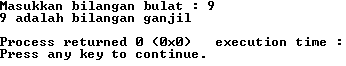 Masukkan bilangan bulat : 9
9 adalah bilangan ganjil
Process returned 0 (0x0)   execution time :
Press any key to continue.